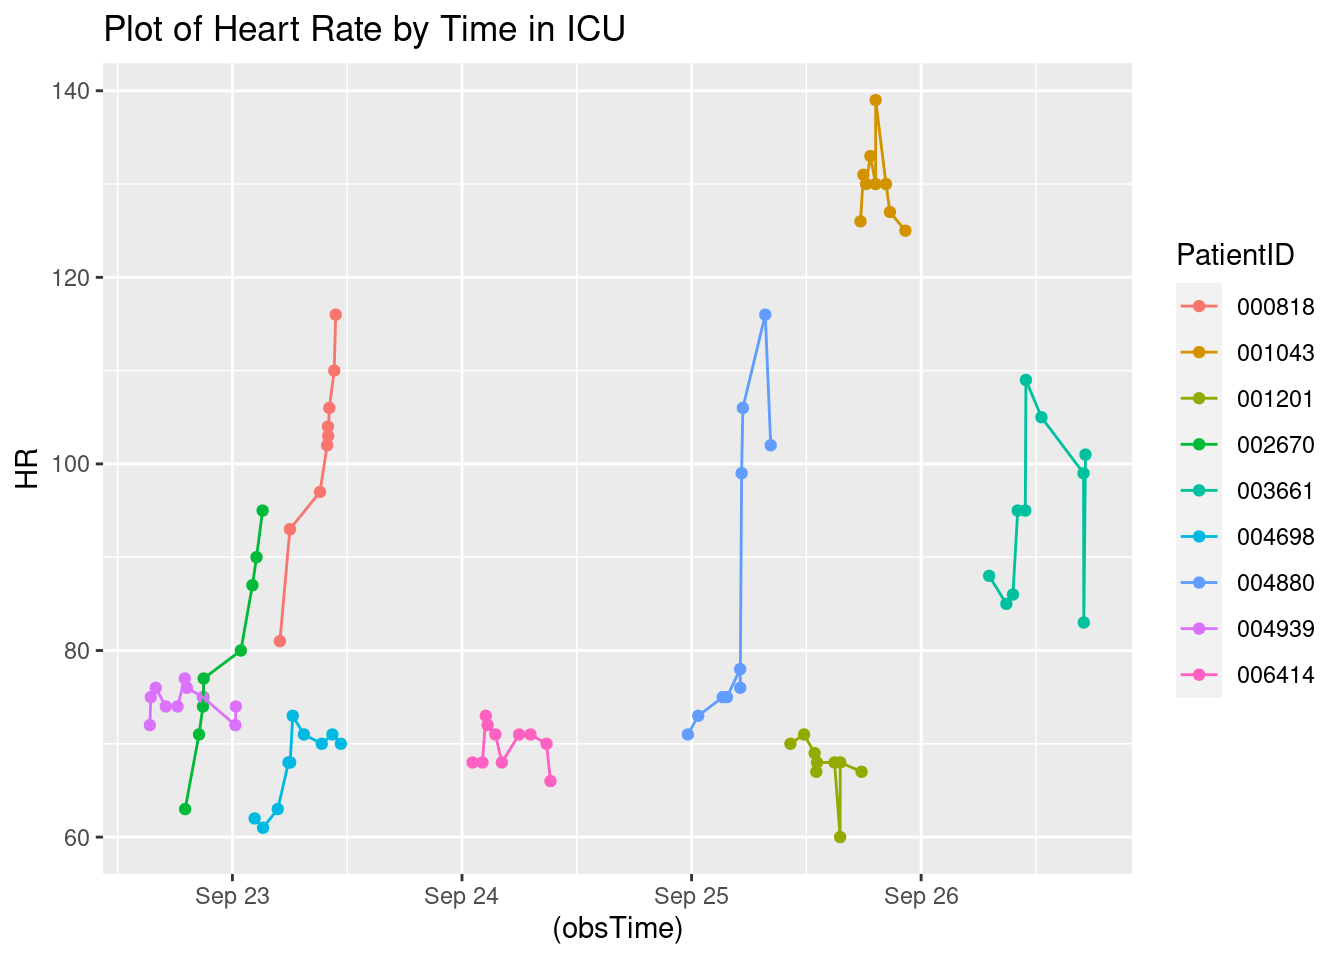 Plot of Heart Rate by Time in ICU
140
120
100
80
60
HR
Sep 23
Sep 24
Sep 25
Sep 26
(obsTime)
PatientID
000818
001043
001201
002670
003661
004698
004880
004939
006414